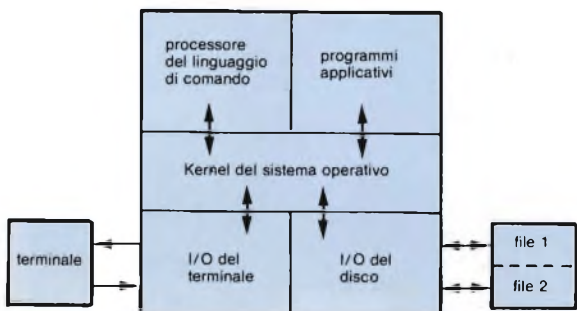 processore
del linguaggio
di comando
programmi
applicativi
Kernel del sistema operativo
terminale
I/O del
terminale
I/O del
disco
file 1
file 2